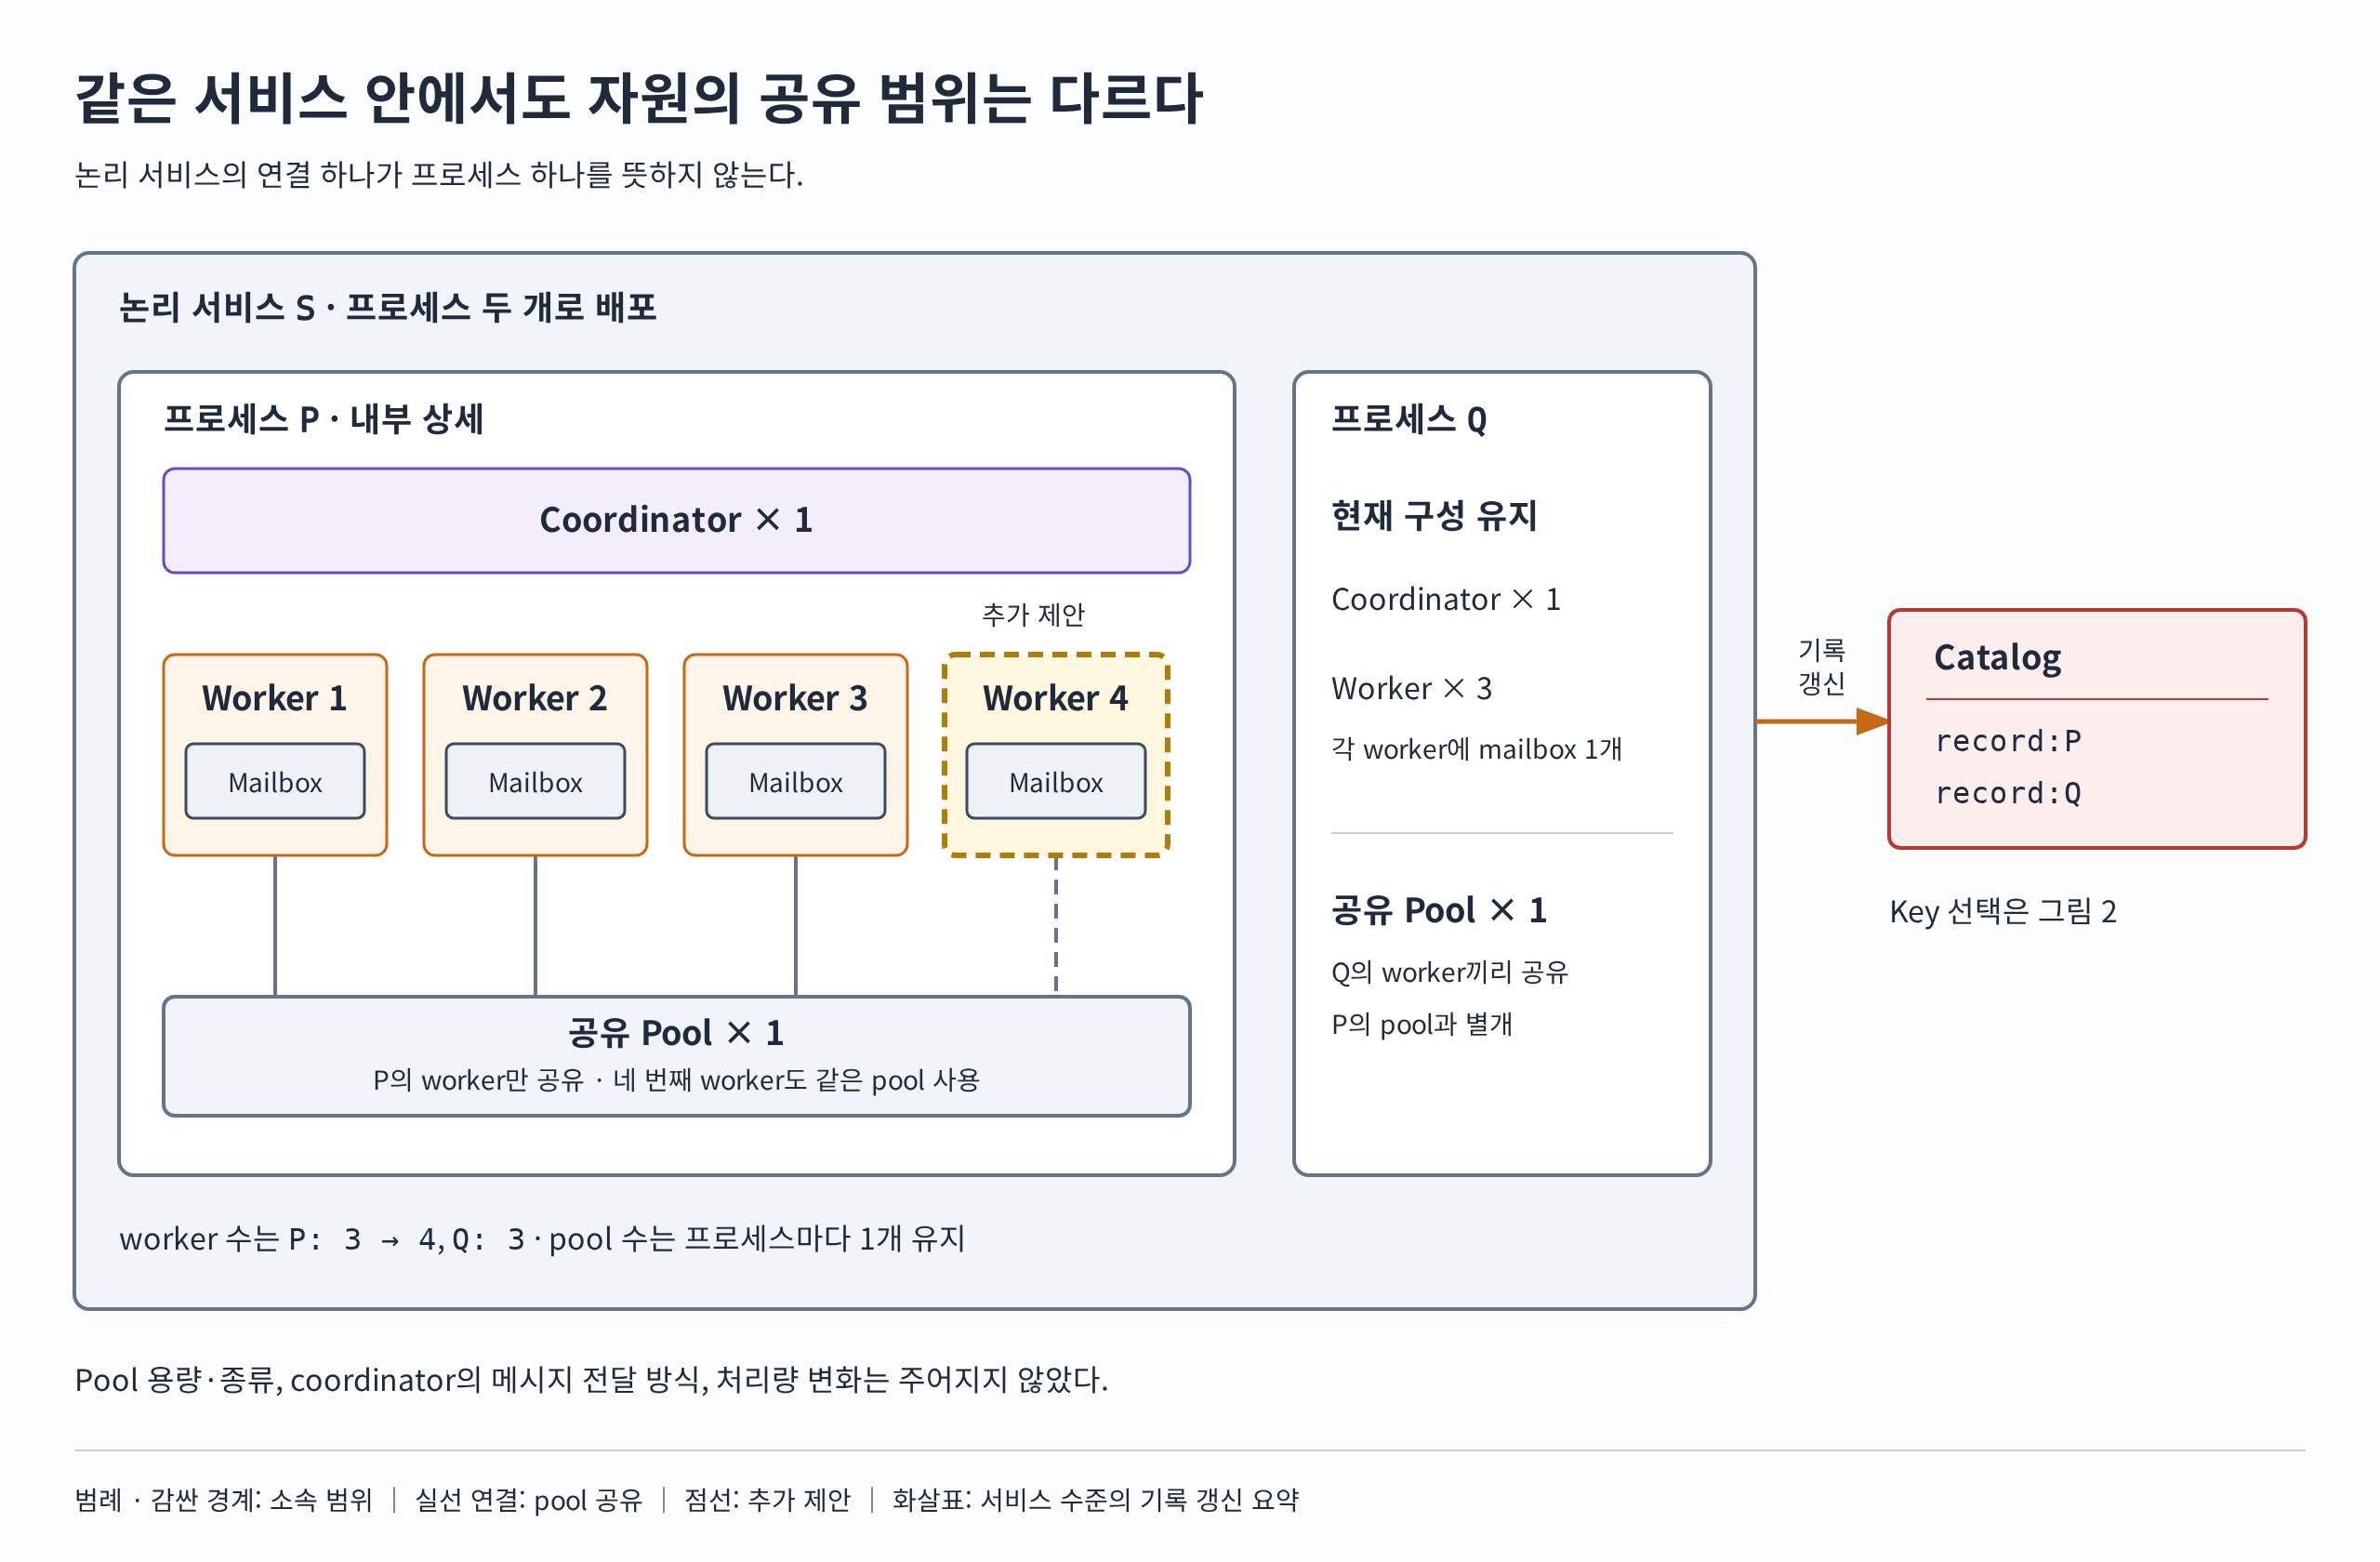 같은 서비스 안에서도 자원의 공유 범위는 다르다
논리 서비스의 연결 하나가 프로세스 하나를 뜻하지 않는다.
논리 서비스 S · 프로세스 두 개로 배포
프로세스 P · 내부 상세
Coordinator × 1
추가 제안
Worker 1
Mailbox
Worker 2
Mailbox
Worker 3
Mailbox
Worker 4
Mailbox
공유 Pool × 1
P의 worker만 공유 · 네 번째 worker도 같은 pool 사용
프로세스 Q
현재 구성 유지
Coordinator × 1
Worker × 3
각 worker에 mailbox 1개
공유 Pool × 1
Q의 worker끼리 공유
P의 pool과 별개
worker 수는 P: 3 → 4, Q: 3 · pool 수는 프로세스마다 1개 유지
기록
갱신
Catalog
record:P
record:Q
Key 선택은 그림 2
Pool 용량·종류, coordinator의 메시지 전달 방식, 처리량 변화는 주어지지 않았다.
범례 · 감싼 경계: 소속 범위 | 실선 연결: pool 공유 | 점선: 추가 제안 | 화살표: 서비스 수준의 기록 갱신 요약